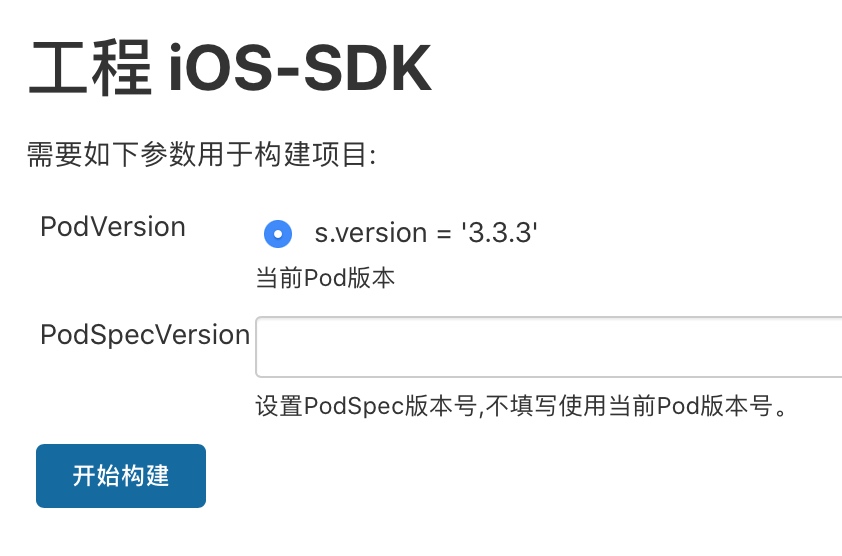 工程 iOS-SDK
需要如下参数用于构建项目:
PodVersion
s.version = '3.3.3'
当前Pod版本
PodSpecVersion
设置PodSpec版本号,不填写使用当前Pod版本号。
开始构建